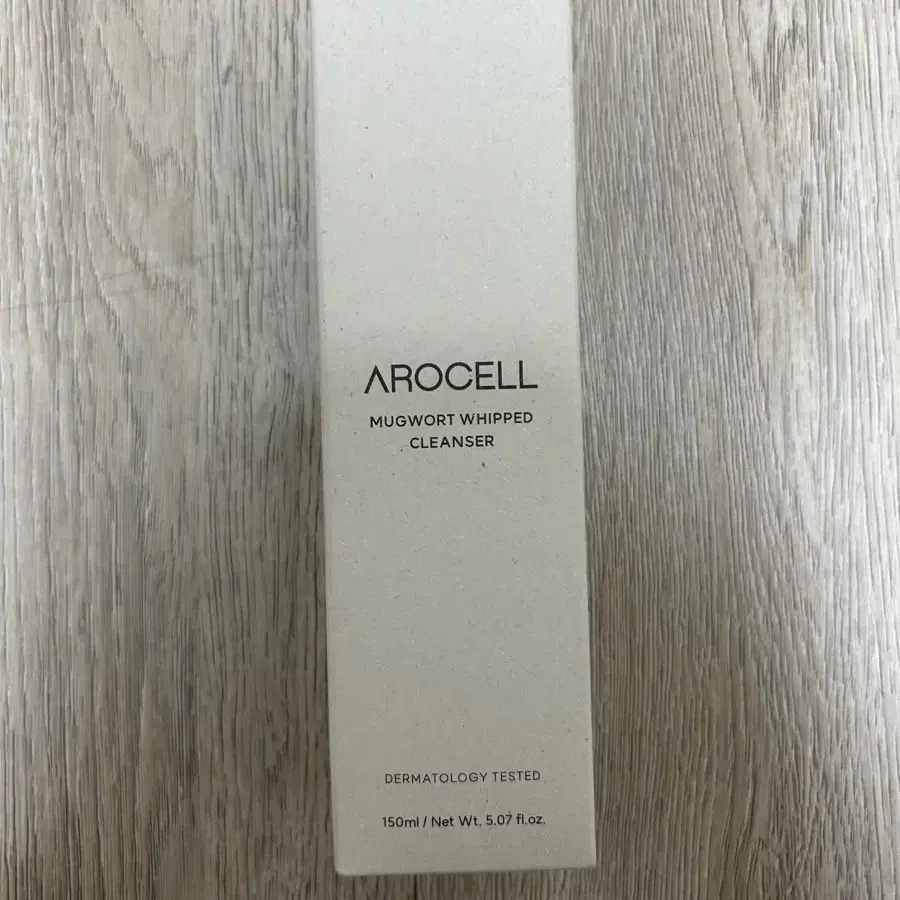 AROCELL
MUGWORT WHIPPED
CLEANSER
DERMATOLOGY TESTED
150ml / Net Wt. 5.07 fl.oz.